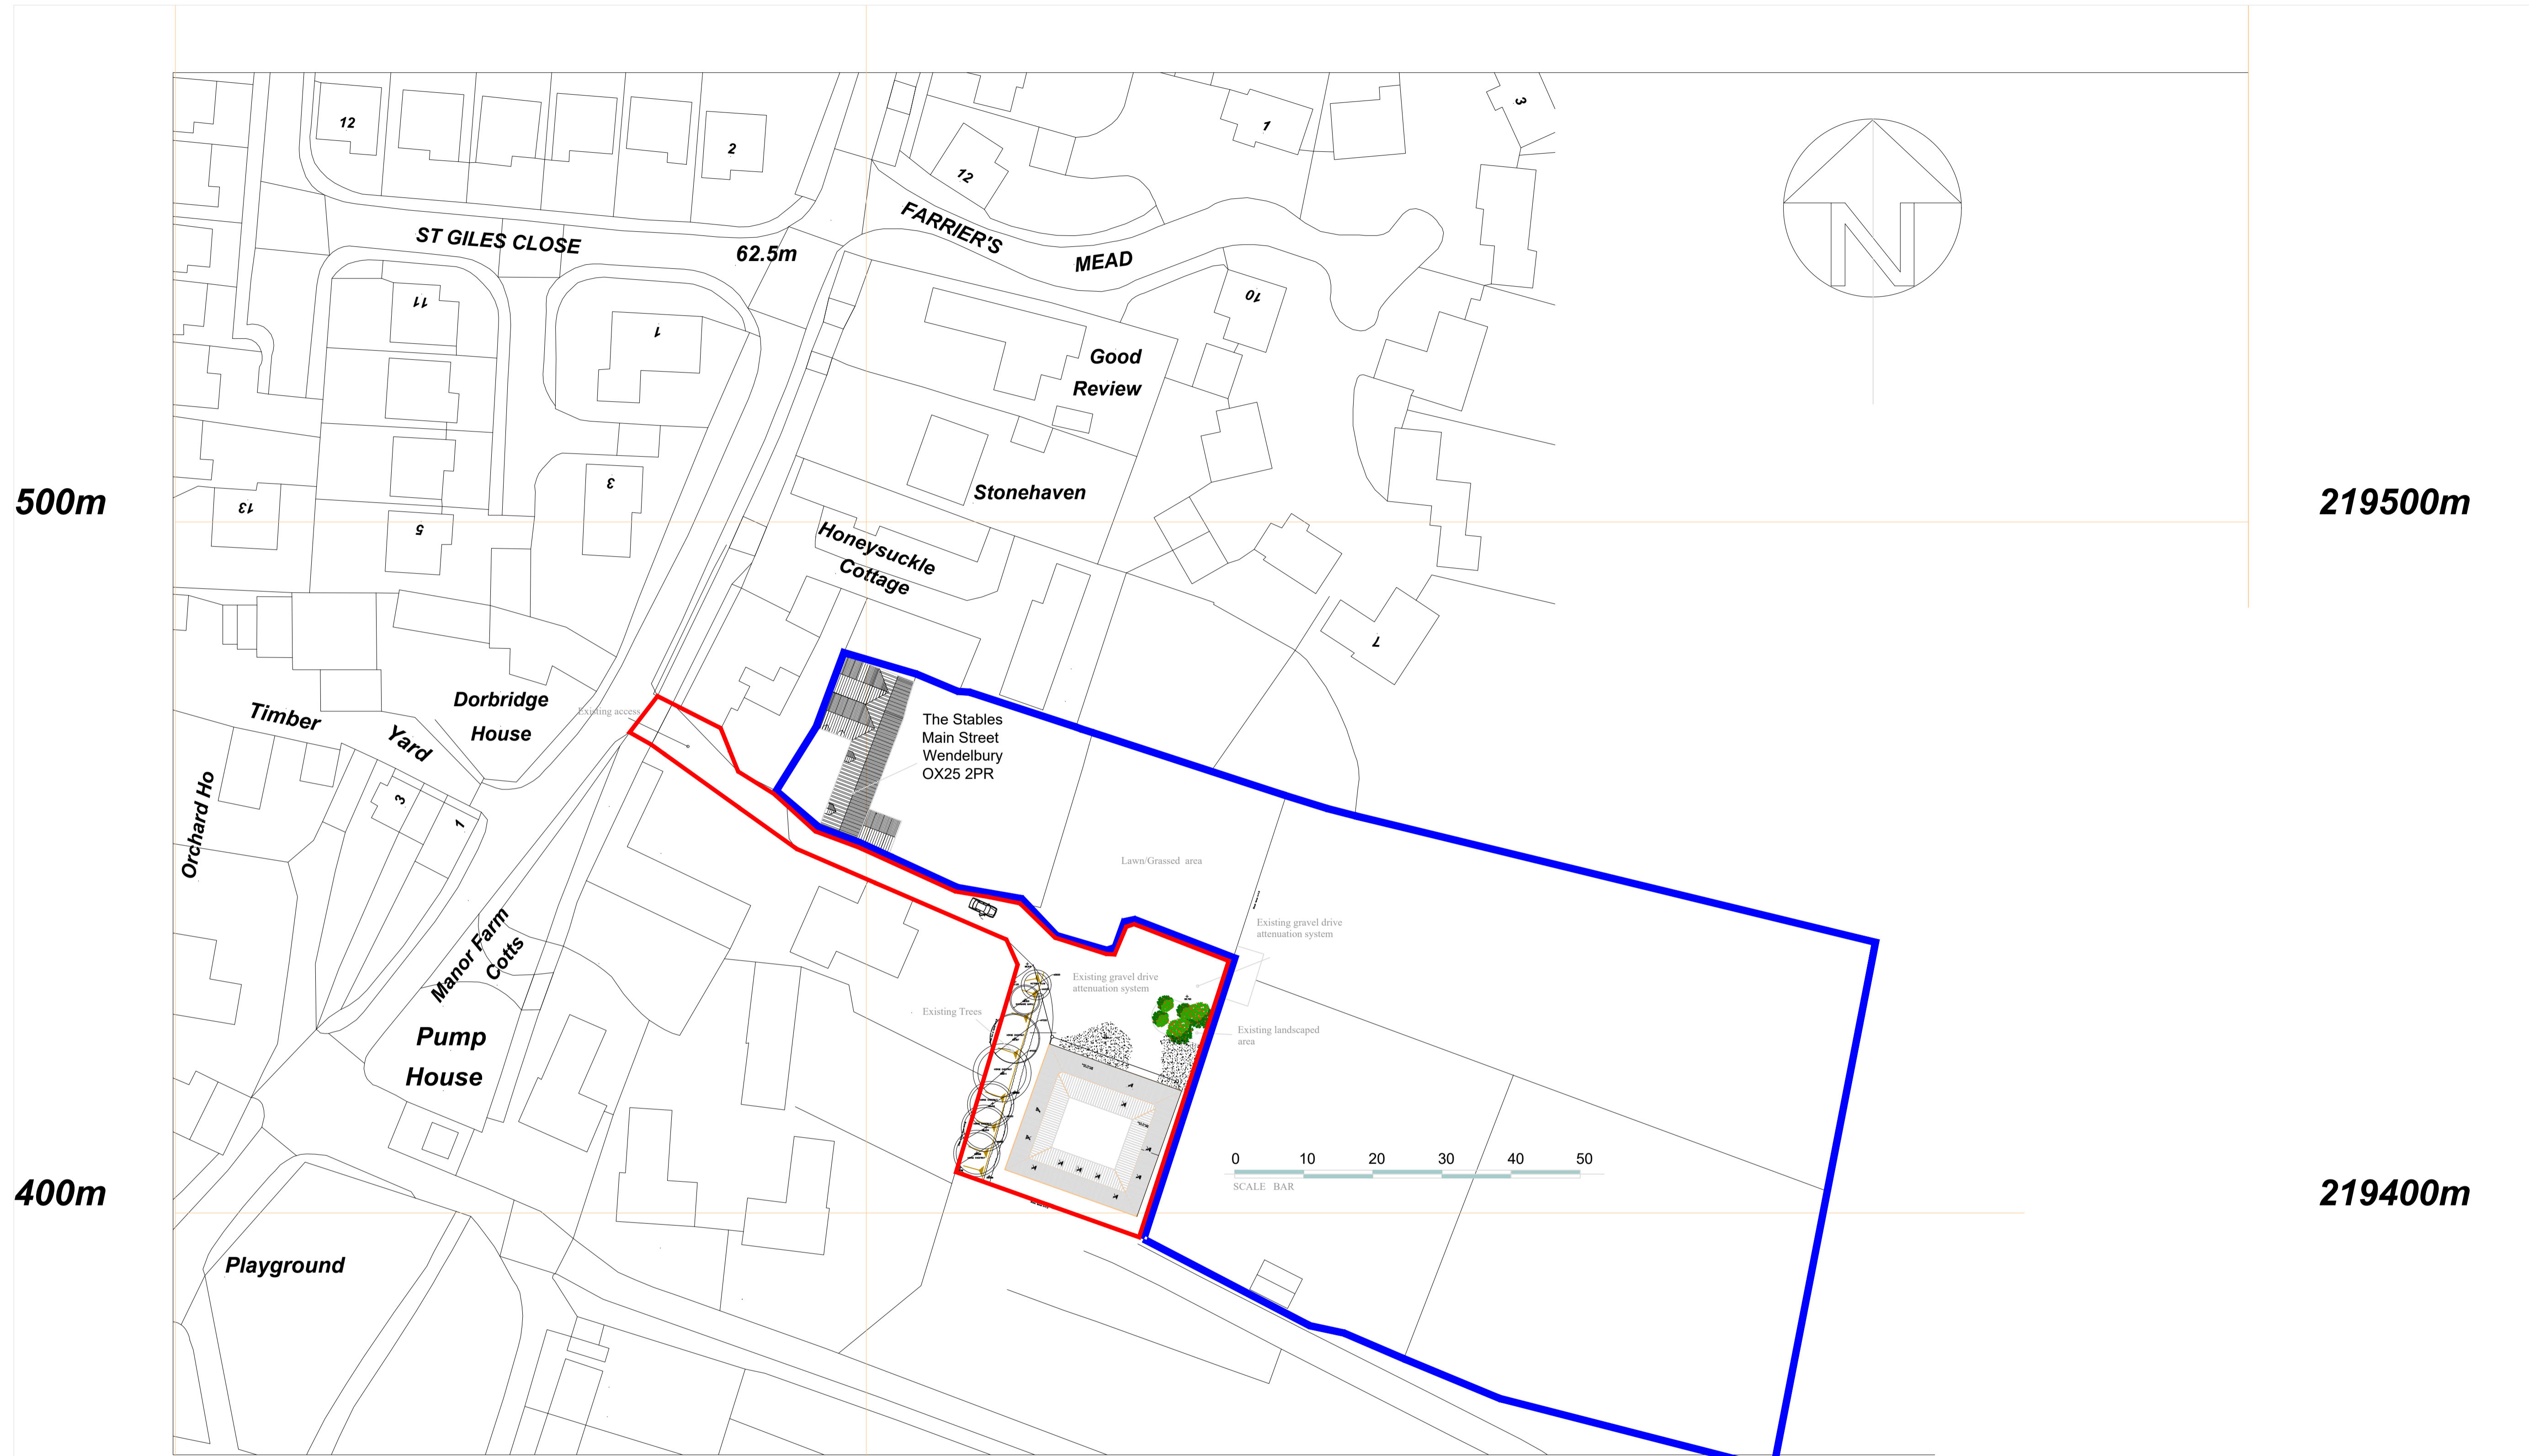 12
2
12
1
3
ST GILES CLOSE
62.5m
FARRIER'S
MEAD
N
11
1
10
Good
Review
500m
219500m
3
13
5
Stonehaven
Honeysuckle
Cottage
7
Timber
Yard
Dorbridge
House
Existing access
The Stables
Main Street
Wendelbury
OX25 2PR
Orchard Ho
3
1
Lawn/Grassed area
Existing gravel drive
attenuation system
Manor Farm
Cotts
Existing gravel drive
attenuation system
Existing Trees
Existing landscaped
area
Pump
House
0 10 20 30 40 50
SCALE BAR
400m
219400m
Playground